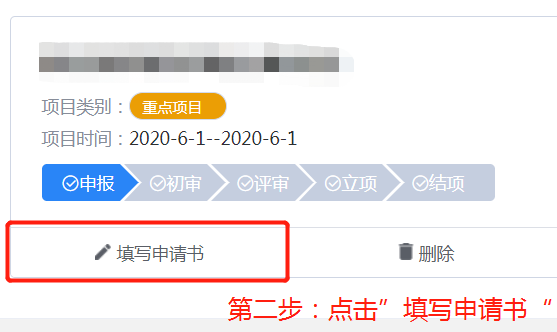 项目类别：重点项目
项目时间：2020-6-1--2020-6-1
申报 初审 评审 立项 结项
填写申请书 删除
第二步：点击”填写申请书“